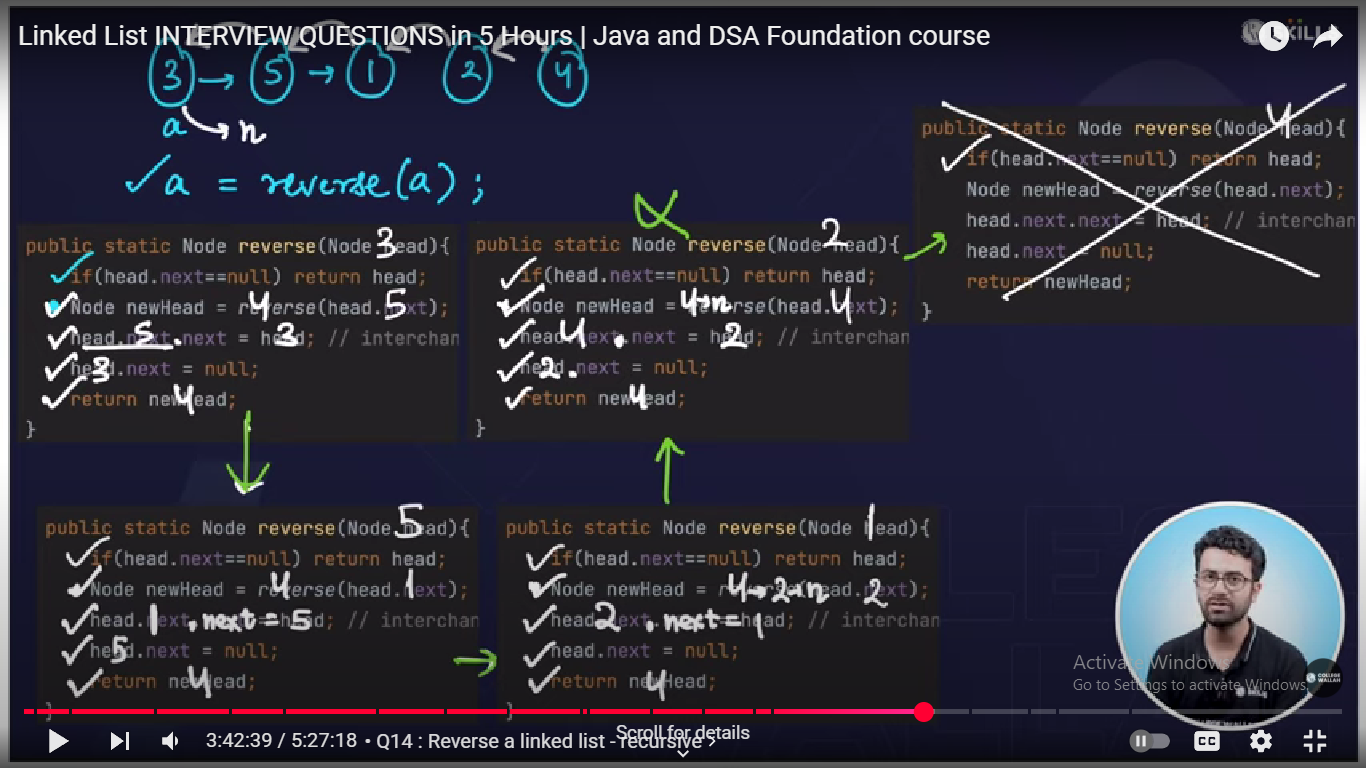 Linked List INTERVIEW QUESTIONS in 5 Hours | Java and DSA Foundation course
3 → 5 → 1 2 4
a → n
a = reverse(a) ;
public static Node reverse(Node 3 head){
if(head.next==null) return head;
Node newHead = 4 reverse(head.next); 5
head.next.next = head; // interchan
5 . 3
head.next = null;
3
return newHead;
4
}
public static Node reverse(Node head){
2
if(head.next==null) return head;
Node newHead = reverse(head.next);
4→n 4
head.next.next = head; // interchan
4 . 2
head.next = null;
2 .
return newHead;
4
}
public static Node reverse(Node head){
4
if(head.next==null) return head;
Node newHead = reverse(head.next);
head.next.next = head; // interchan
head.next = null;
return newHead;
}
public static Node reverse(Node head){
5
if(head.next==null) return head;
Node newHead = reverse(head.next);
4 1
head.next.next = head; // interchan
1 . next = 5
head.next = null;
5
return newHead;
4
}
public static Node reverse(Node head){
1
if(head.next==null) return head;
Node newHead = reverse(head.next);
4→2→n 2
head.next.next = head; // interchan
2 . next = 1
head.next = null;
return newHead;
4
}
Activate Windows
Go to Settings to activate Windows.
COLLEGE WALLAH
Scroll for details
3:42:39 / 5:27:18 • Q14 : Reverse a linked list - recursive ›
CC